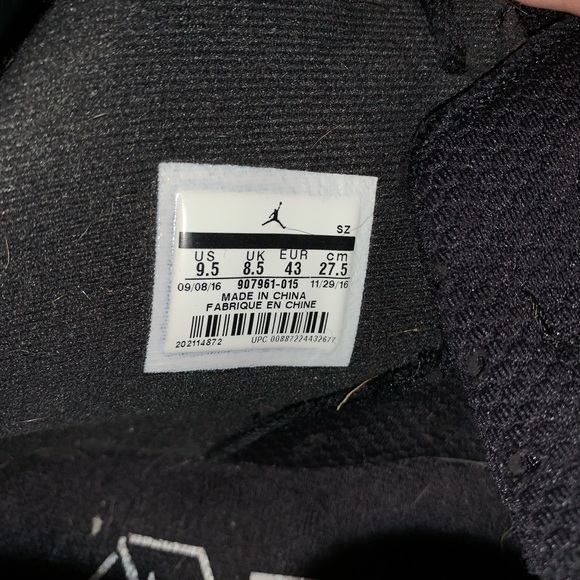 SZ
US UK EUR cm
9.5 8.5 43 27.5
09/08/16 907961-015 11/29/16
MADE IN CHINA
FABRIQUE EN CHINE
202114872 UPC 00887224432677